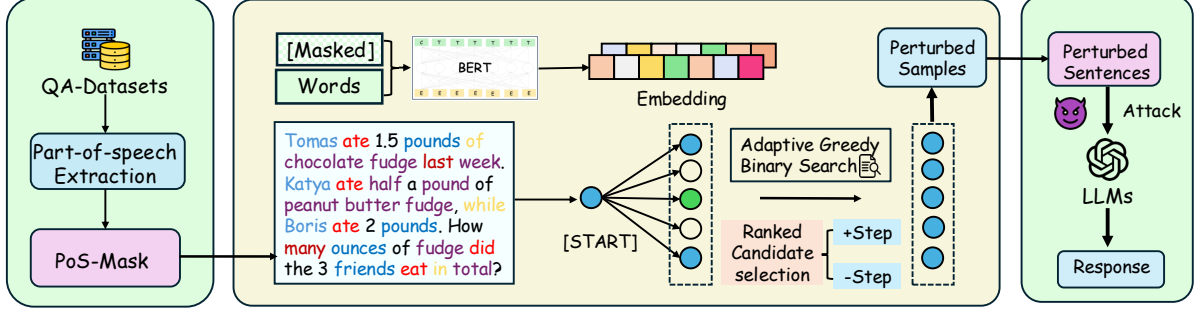 QA-Datasets
Part-of-speech
Extraction
PoS-Mask
[Masked]
Words
C T T T T T T
BERT
E E E E E E E
Embedding
Tomas ate 1.5 pounds of
chocolate fudge last week.
Katya ate half a pound of
peanut butter fudge, while
Boris ate 2 pounds. How
many ounces of fudge did
the 3 friends eat in total?
[START]
Adaptive Greedy
Binary Search
Ranked
Candidate
selection
+Step
-Step
Perturbed
Samples
Perturbed
Sentences
Attack
LLMs
Response